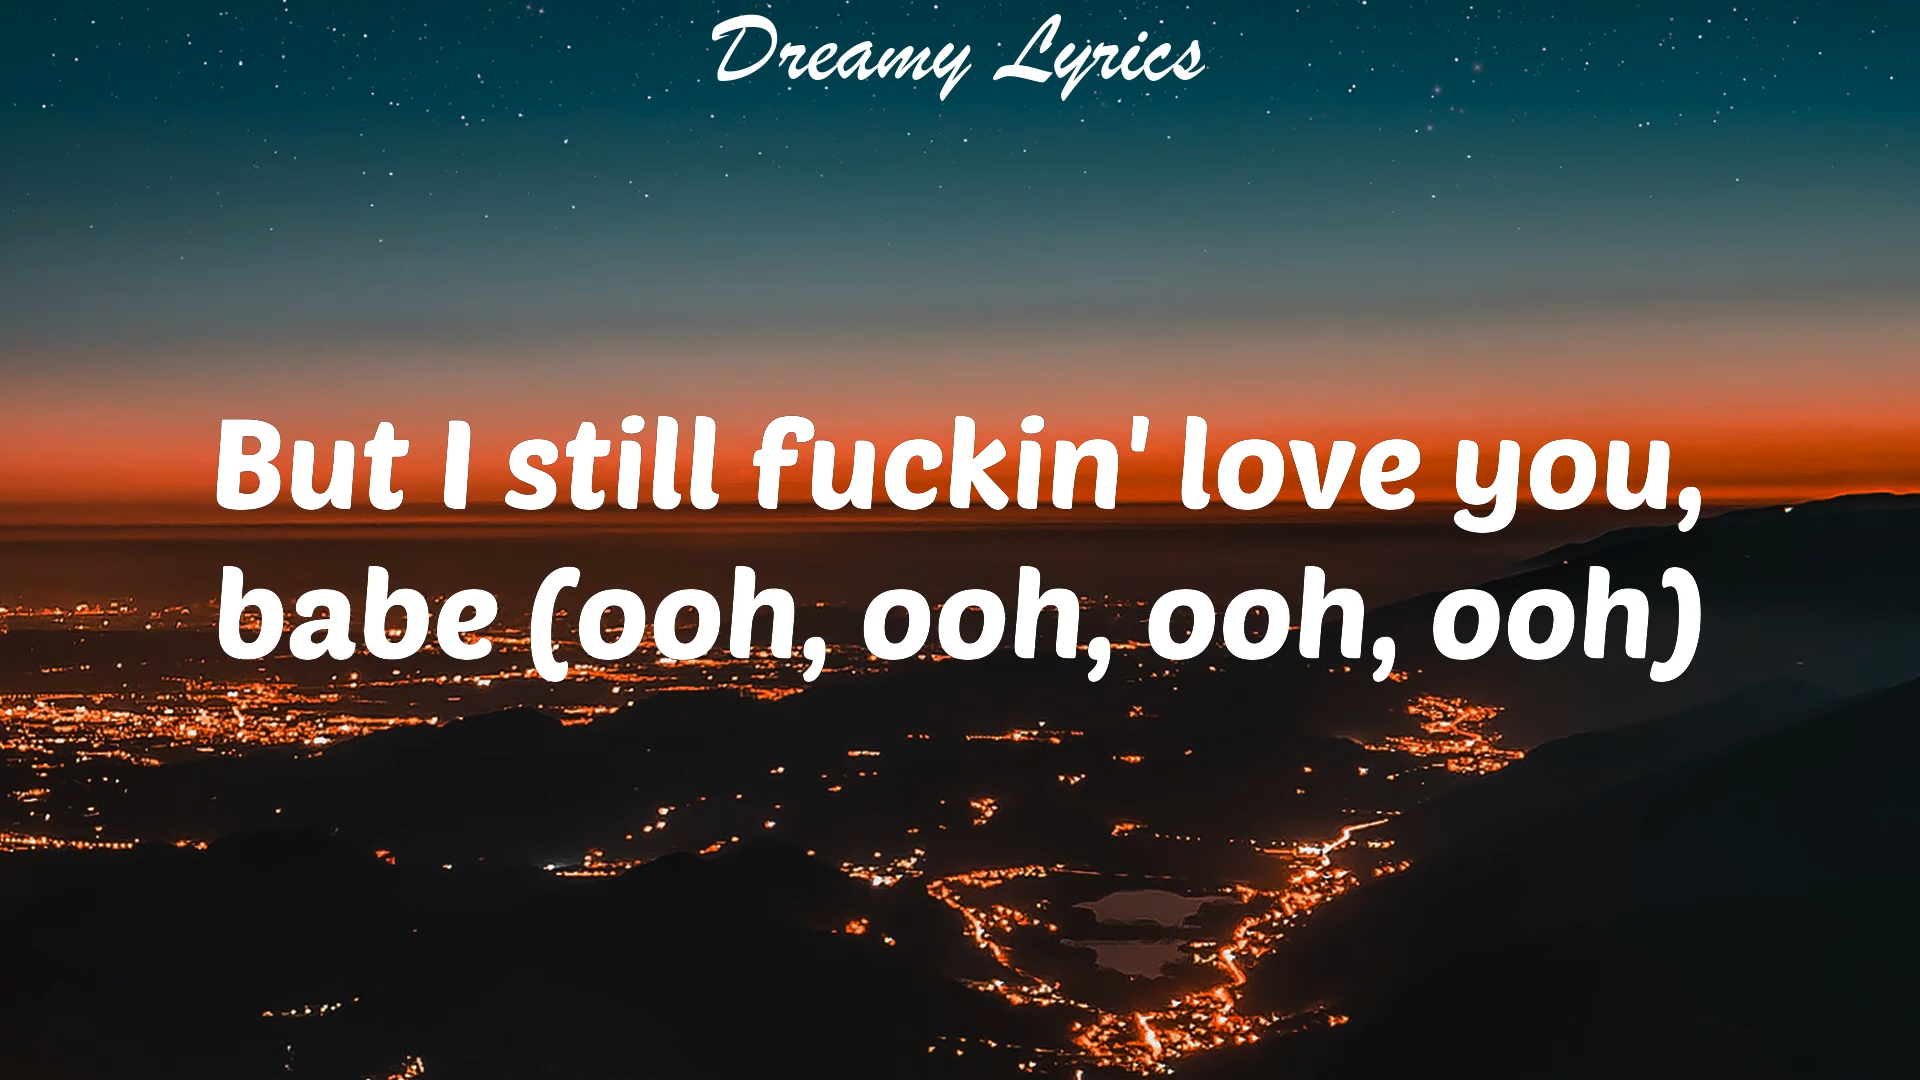 Dreamy Lyrics
But I still fuckin' love you,
babe (ooh, ooh, ooh, ooh)